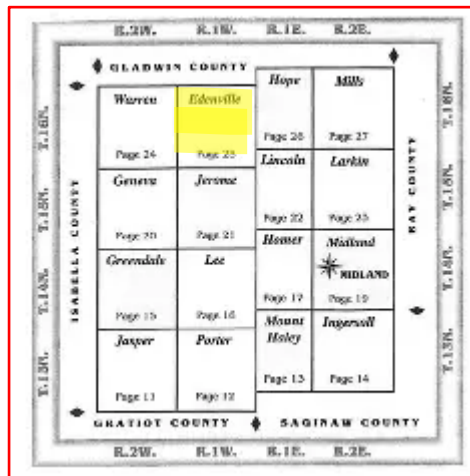 R.2W. R.1W. R.1E. R.2E.
GLADWIN COUNTY
Hope Mills
Warren Edenville
Page 26 Page 27
Page 24 Page 25
Lincoln Larkin
Geneva Jerome
Page 22 Page 23
Page 20 Page 21
Homer Midland
Greendale Lee
MIDLAND
Page 17 Page 19
Page 15 Page 16
Mount Haley Ingersoll
Jasper Porter
Page 13 Page 14
Page 11 Page 12
GRATIOT COUNTY SAGINAW COUNTY
R.2W. R.1W. R.1E. R.2E.
T.16N. T.15N. T.14N. T.13N.
ISABELLA COUNTY
BAY COUNTY
T.16N. T.15N. T.14N. T.13N.